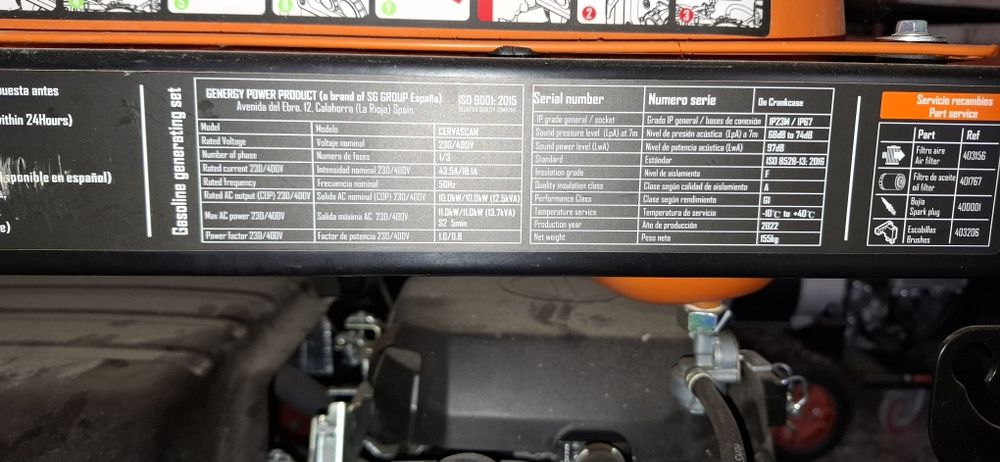 puesta antes
within 24Hours)
sponible en español)
Gasoline generating set
GENERGY POWER PRODUCT (a brand of SG GROUP España)
Avenida del Ebro, 12, Calahorra (La Rioja) Spain
ISO 9001: 2015
Model Modelo CERVASCAN
Rated Voltage Voltaje nominal 230/400V
Number of phase Numero de fases 1/3
Rated current 230/400V Intensidad nominal 230/400V 43.5A/18.1A
Rated frequency Frecuencia nominal 50Hz
Rated AC output (COP) 230/400V Salida AC nominal (COP) 230/400V 10.0kW/10.0kW (12.5kVA)
Max AC power 230/400V Salida máxima AC 230/400V 11.0kW/11.0kW (13.7kVA)
S2 5min
Power factor 230/400V Factor de potencia 230/400V 1.0/0.8
Serial number Numero serie On Crankcase
IP grade general / socket Grado IP general / bases de conexión IP23M / IP67
Sound pressure level (LpA) at 7m Nivel de presión acústica (LpA) a 7m 68dB to 74dB
Sound power level (LwA) Nivel de potencia acústica (LwA) 97dB
Standard Estándar ISO 8528-13: 2016
Insulation grade Nivel de aislamiento F
Quality insulation class Clase según calidad de aislamiento A
Performance Class Clase según rendimiento G1
Temperature service Temperatura de servicio -10°C to +40°C
Production year Año de producción 2022
Net weight Peso neto 155kg
Servicio recambios
Part service
Part Ref
Filtro aire
Air filter 403156
Filtro de aceite
oil filter 401767
Bujía
Spark plug 400001
Escobillas
Brushes 403206
2
3